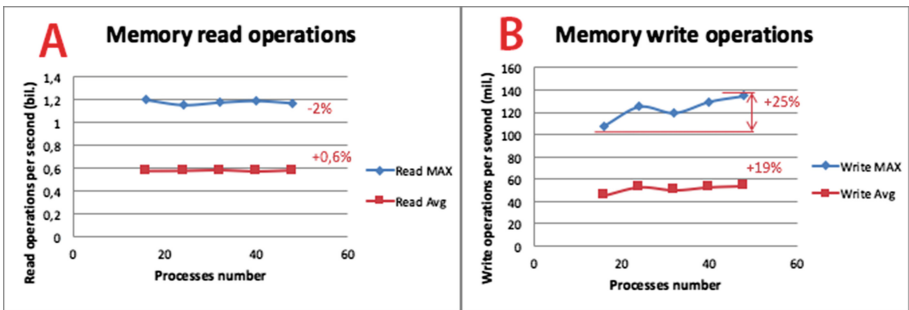 A
Memory read operations
Read operations per second (bil.)
1,4
1,2
1
0,8
0,6
0,4
0,2
0
-2%
+0,6%
0
20
40
60
Processes number
Read MAX
Read Avg
B
Memory write operations
Write operations per sevond (mil.)
160
140
120
100
80
60
40
20
0
+25%
+19%
0
20
40
60
Processes number
Write MAX
Write Avg